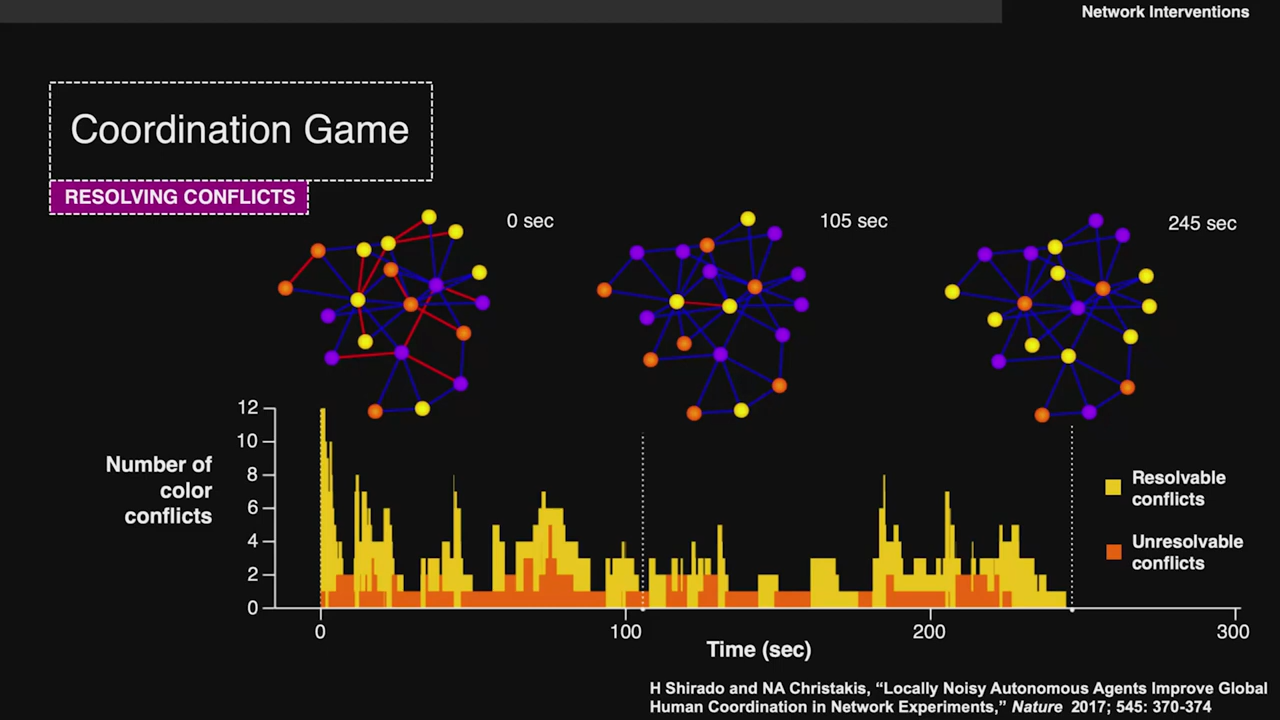 Network Interventions
Coordination Game
RESOLVING CONFLICTS
0 sec
105 sec
245 sec
12
10
8
6
4
2
0
Number of
color
conflicts
Resolvable
conflicts
Unresolvable
conflicts
0
100
200
300
Time (sec)
H Shirado and NA Christakis, “Locally Noisy Autonomous Agents Improve Global
Human Coordination in Network Experiments,” Nature 2017; 545: 370-374